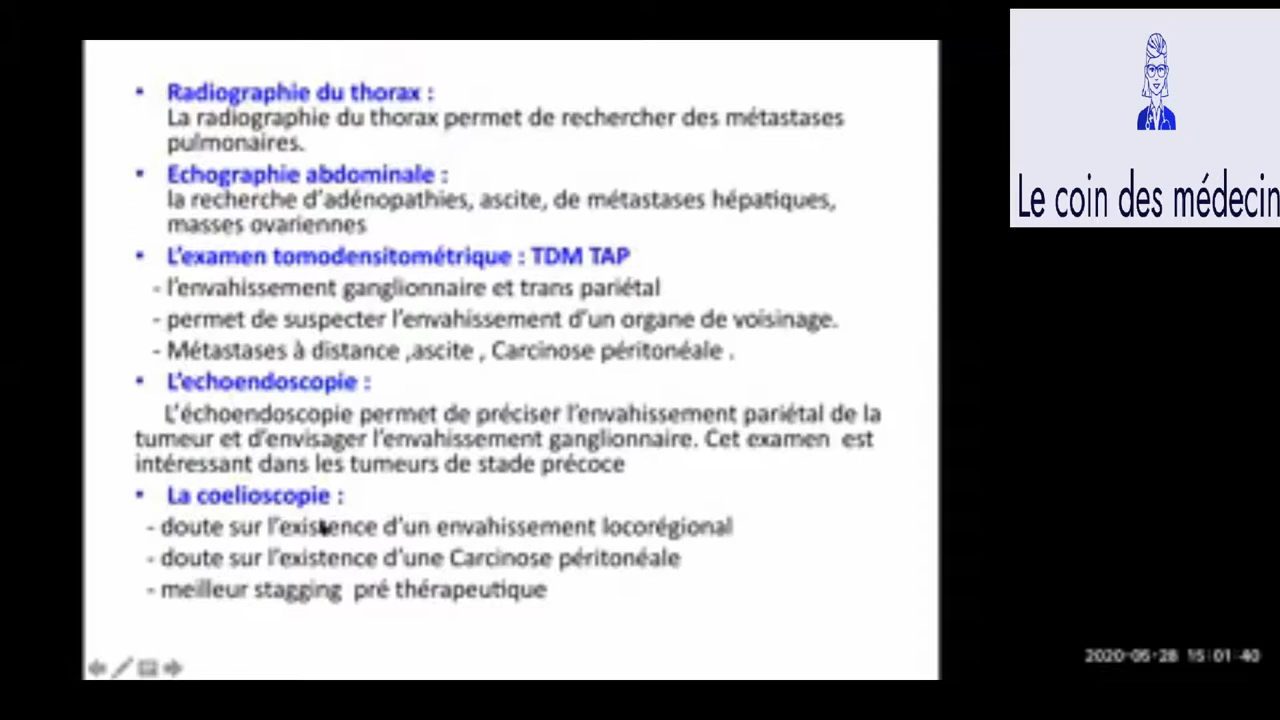 • Radiographie du thorax :
La radiographie du thorax permet de rechercher des métastases
pulmonaires.
• Echographie abdominale :
la recherche d'adénopathies, ascite, de métastases hépatiques,
masses ovariennes
• L'examen tomodensitométrique : TDM TAP
- l'envahissement ganglionnaire et trans pariétal
- permet de suspecter l'envahissement d'un organe de voisinage.
- Métastases à distance ,ascite , Carcinose péritonéale .
• L'echoendoscopie :
L'échoendoscopie permet de préciser l'envahissement pariétal de la
tumeur et d'envisager l'envahissement ganglionnaire. Cet examen est
intéressant dans les tumeurs de stade précoce
• La coelioscopie :
- doute sur l'existence d'un envahissement locorégional
- doute sur l'existence d'une Carcinose péritonéale
- meilleur stagging pré thérapeutique
Le coin des médecin
2020-05-28 15:01:40